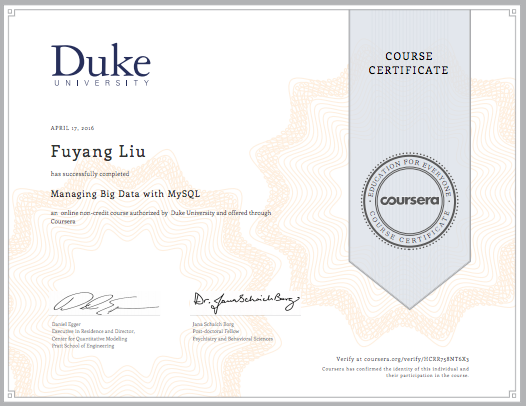 Duke
UNIVERSITY
COURSE
CERTIFICATE
APRIL 17, 2016
Fuyang Liu
has successfully completed
Managing Big Data with MySQL
an online non-credit course authorized by Duke University and offered through
Coursera
EDUCATION FOR EVERYONE
coursera
COURSE CERTIFICATE
Dr. Jana Schaich Borg
Daniel Egger
Executive in Residence and Director,
Center for Quantitative Modeling
Pratt School of Engineering
Jana Schaich Borg
Post-doctoral Fellow
Psychiatry and Behavioral Sciences
Verify at coursera.org/verify/HCRR758NT6X5
Coursera has confirmed the identity of this individual and
their participation in the course.